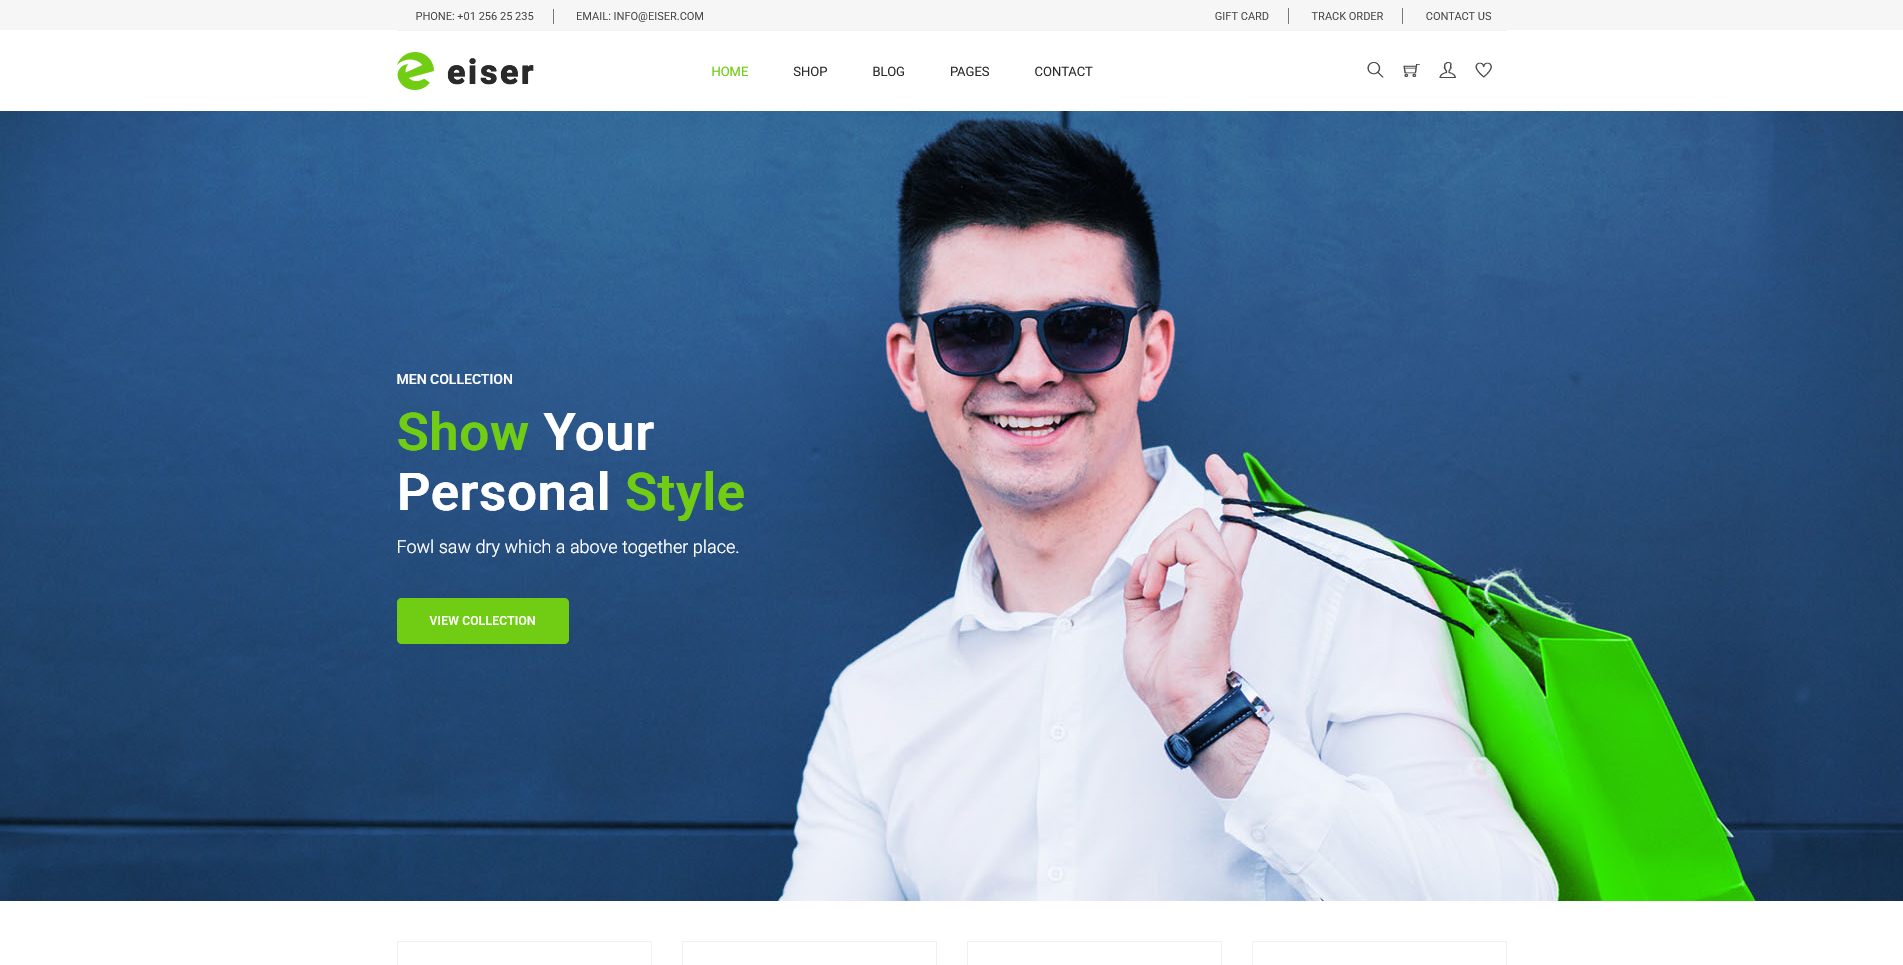 PHONE: +01 256 25 235
EMAIL: INFO@EISER.COM
GIFT CARD
TRACK ORDER
CONTACT US
eiser
HOME
SHOP
BLOG
PAGES
CONTACT
MEN COLLECTION
Show Your
Personal Style
Fowl saw dry which a above together place.
VIEW COLLECTION